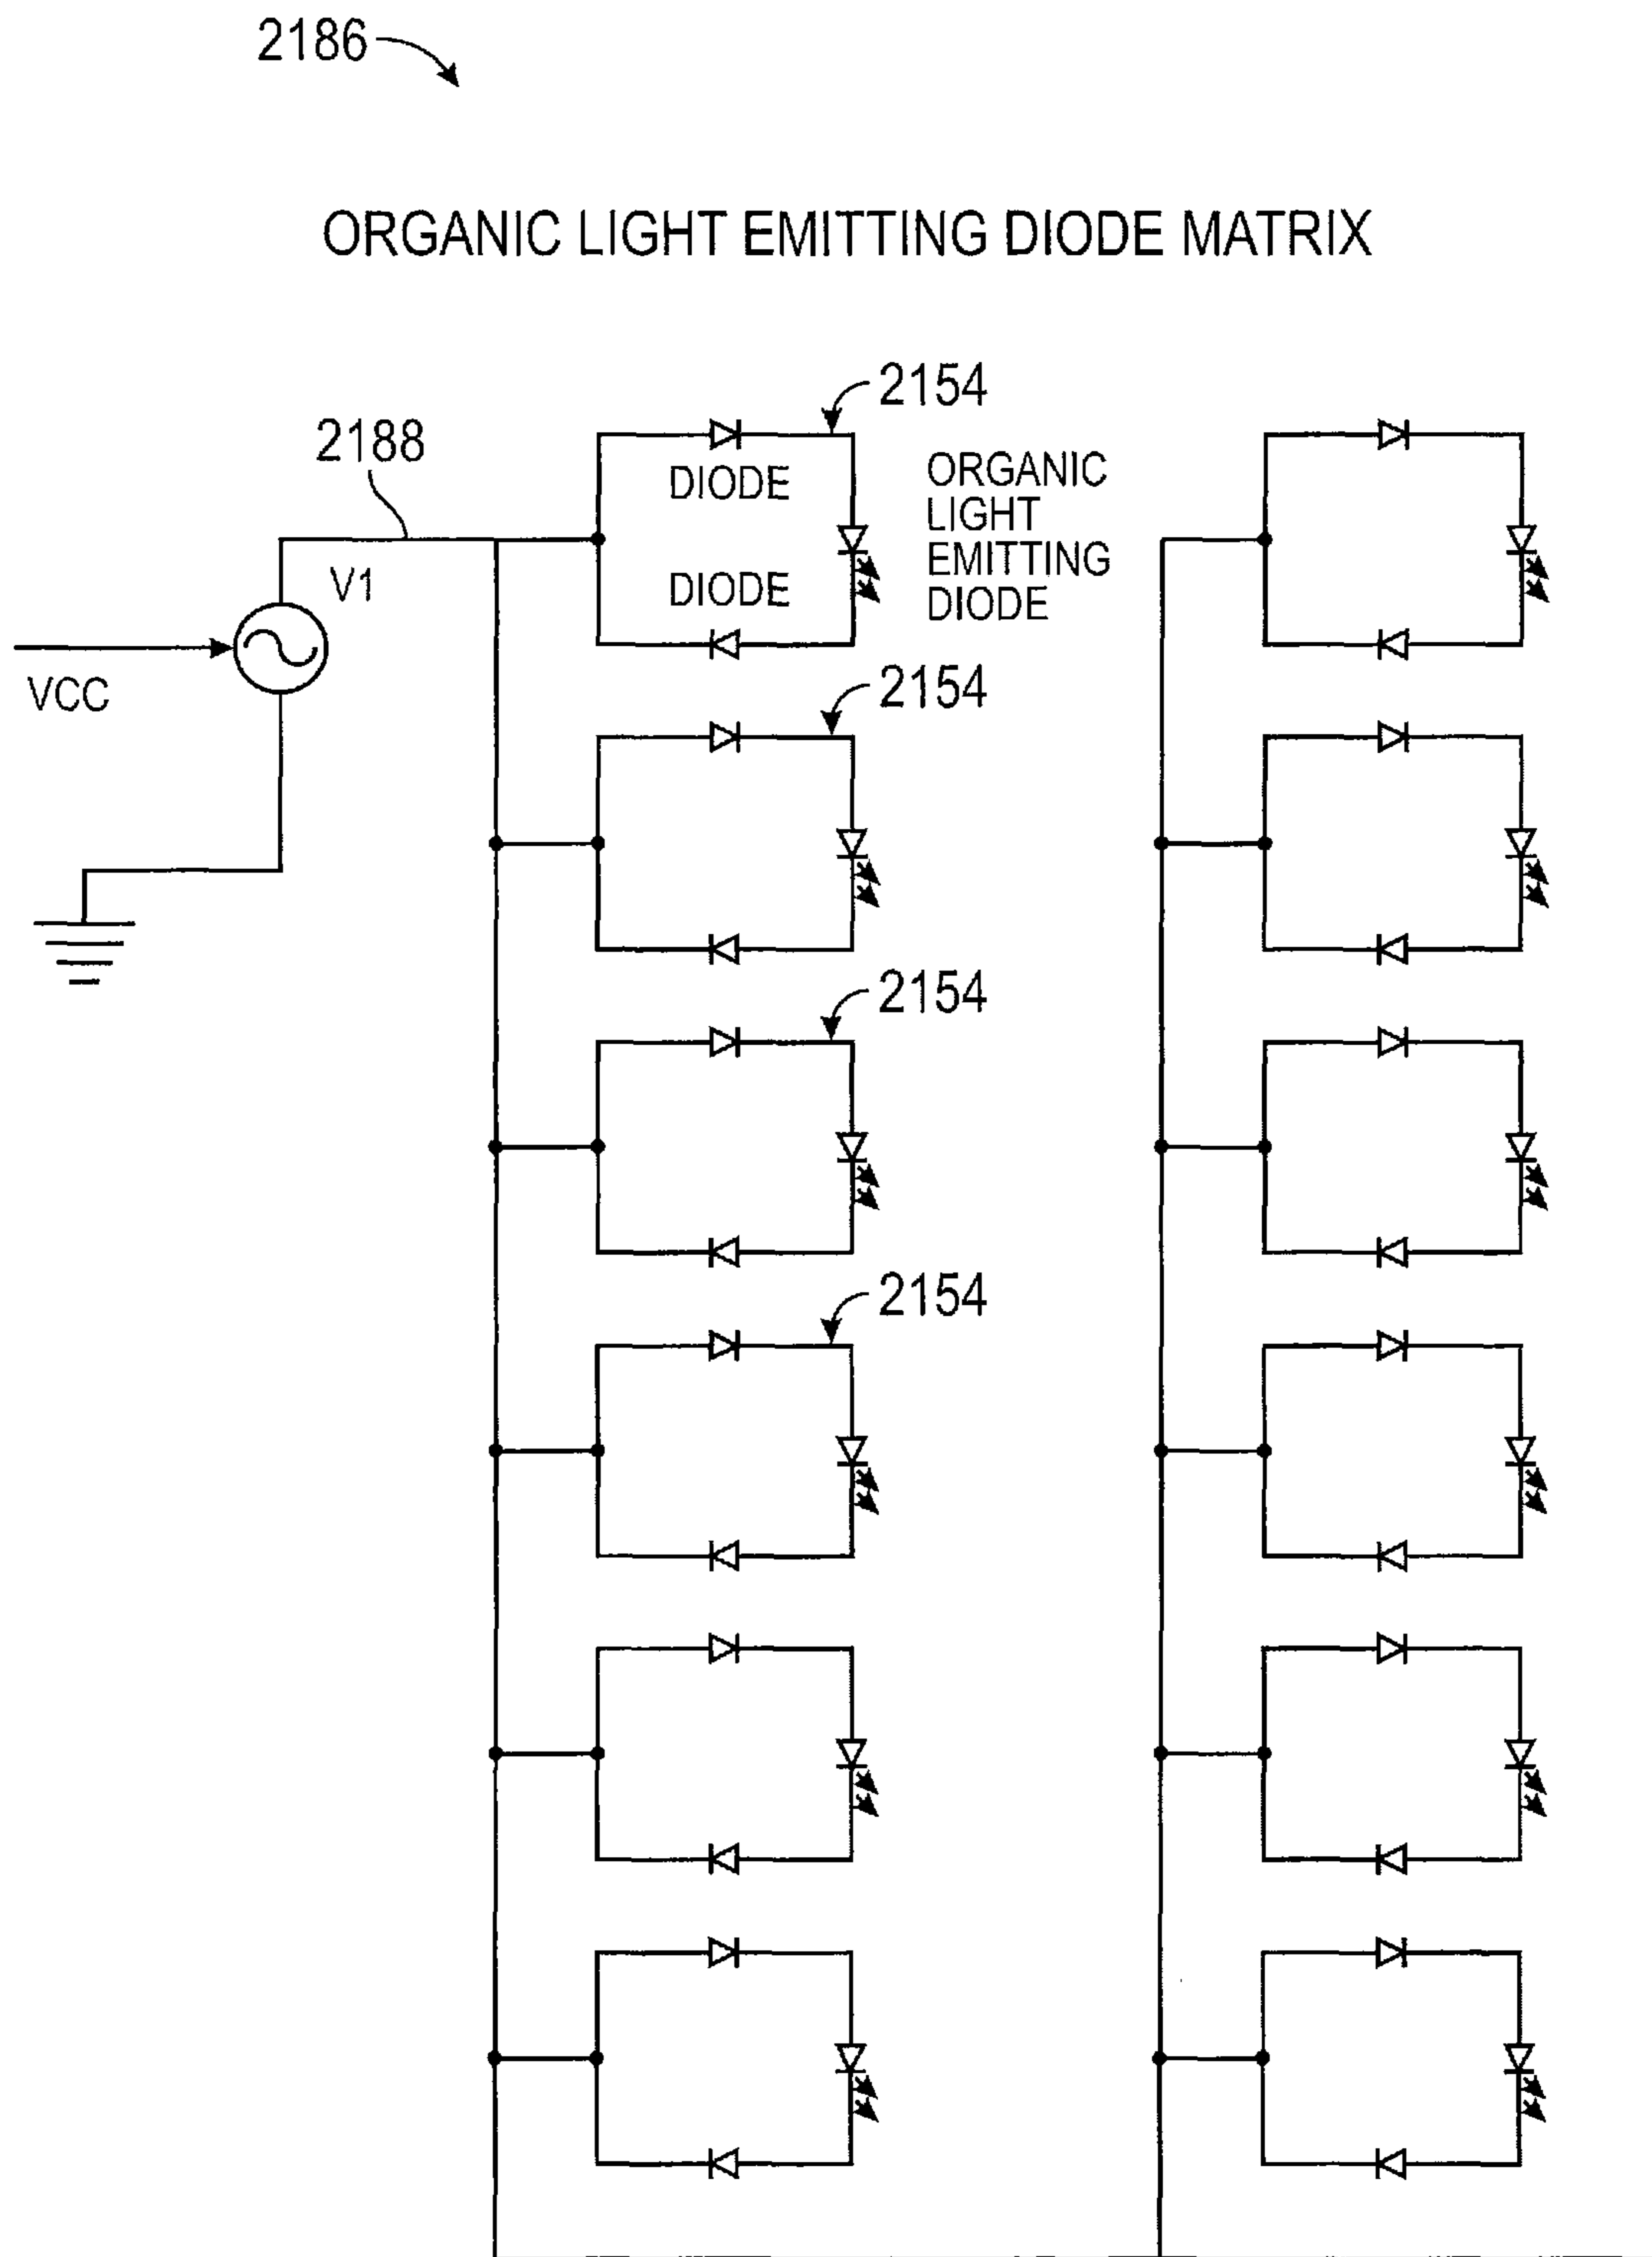 2186
ORGANIC LIGHT EMITTING DIODE MATRIX
2154
2188
DIODE
ORGANIC
LIGHT
EMITTING
DIODE
V1
DIODE
VCC
2154
2154
2154